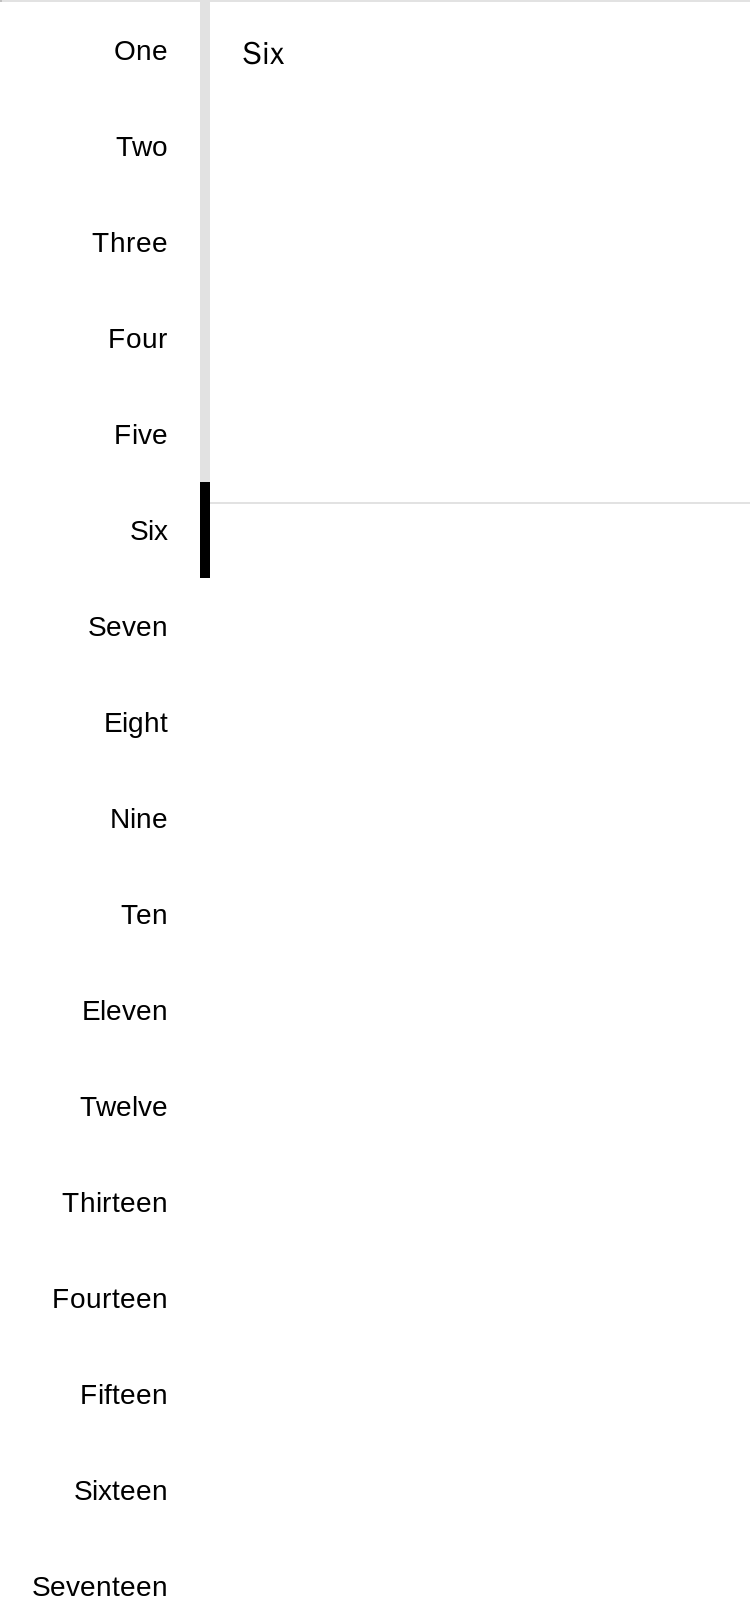 One
Two
Three
Four
Five
Six
Seven
Eight
Nine
Ten
Eleven
Twelve
Thirteen
Fourteen
Fifteen
Sixteen
Seventeen
Six